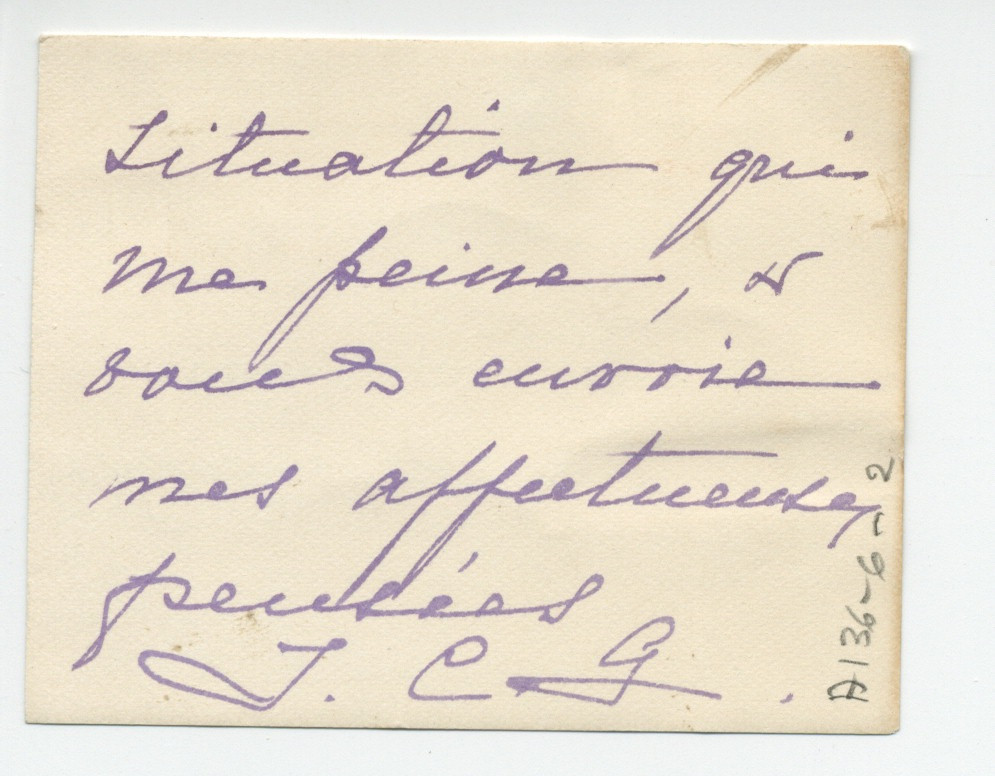 situation qui
me peine, &
vous envoie
mes affectueuses
pensées
J. C G.
A136-6-2